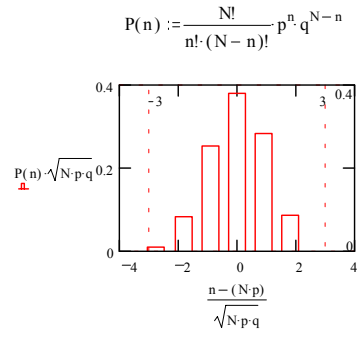 P(n) := N! / (n!·(N − n)!) · p^n · q^(N − n)
0.4
0.4
−3
3
P(n)·√(N·p·q)
0.2
n
0
0
−4
−2
0
2
4
n − (N·p)
√(N·p·q)